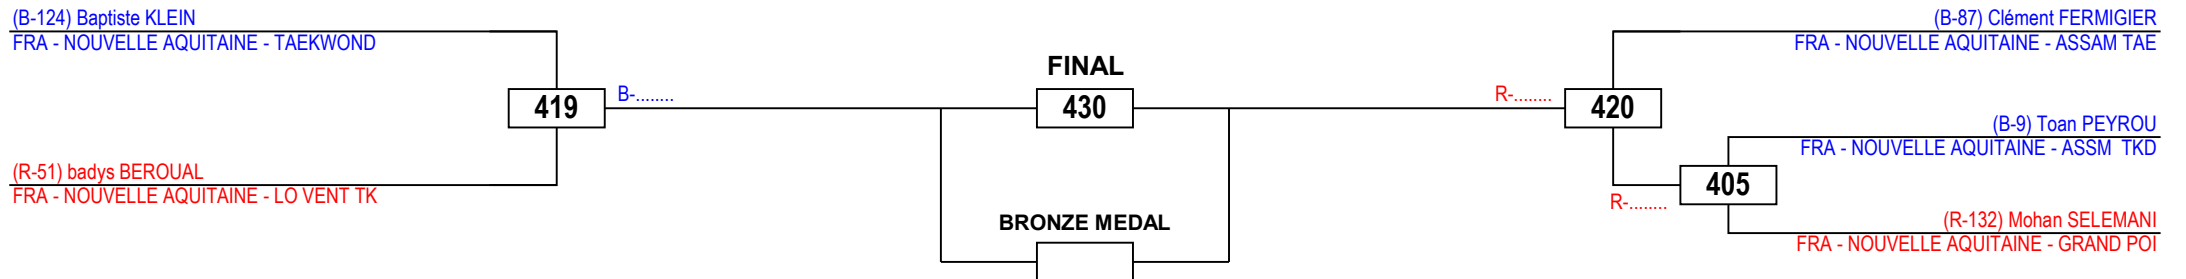 (B-124) Baptiste KLEIN
FRA - NOUVELLE AQUITAINE - TAEKWOND
419
B-........
(R-51) badys BEROUAL
FRA - NOUVELLE AQUITAINE - LO VENT TK
FINAL
430
BRONZE MEDAL
(B-87) Clément FERMIGIER
FRA - NOUVELLE AQUITAINE - ASSAM TAE
R-........
420
(B-9) Toan PEYROU
FRA - NOUVELLE AQUITAINE - ASSM  TKD
405
R-........
(R-132) Mohan SELEMANI
FRA - NOUVELLE AQUITAINE - GRAND POI